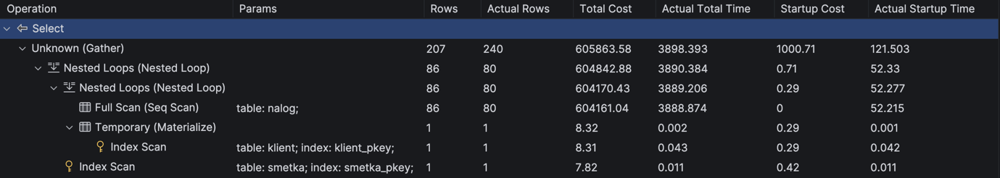 Operation Params Rows Actual Rows Total Cost Actual Total Time Startup Cost Actual Startup Time
Select
Unknown (Gather) 207 240 605863.58 3898.393 1000.71 121.503
Nested Loops (Nested Loop) 86 80 604842.88 3890.384 0.71 52.33
Nested Loops (Nested Loop) 86 80 604170.43 3889.206 0.29 52.277
Full Scan (Seq Scan) table: nalog; 86 80 604161.04 3888.874 0 52.215
Temporary (Materialize) 1 1 8.32 0.002 0.29 0.001
Index Scan table: klient; index: klient_pkey; 1 1 8.31 0.043 0.29 0.042
Index Scan table: smetka; index: smetka_pkey; 1 1 7.82 0.011 0.42 0.011